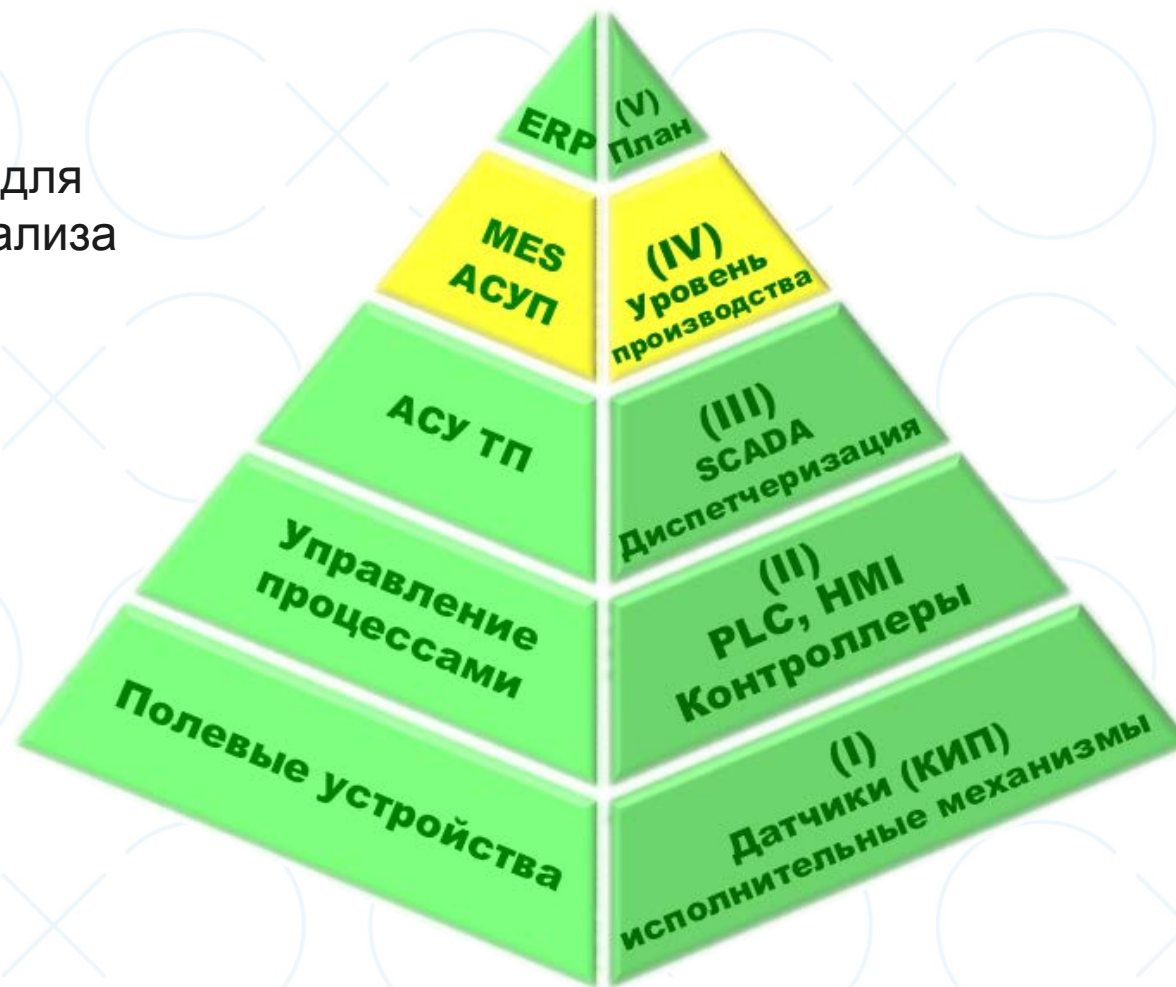 для
ализа
ERP
(V)
План
MES
АСУП
(IV)
Уровень
производства
АСУ ТП
(III)
SCADA
Диспетчеризация
Управление
процессами
(II)
PLC, HMI
Контроллеры
Полевые устройства
(I)
Датчики (КИП)
исполнительные механизмы